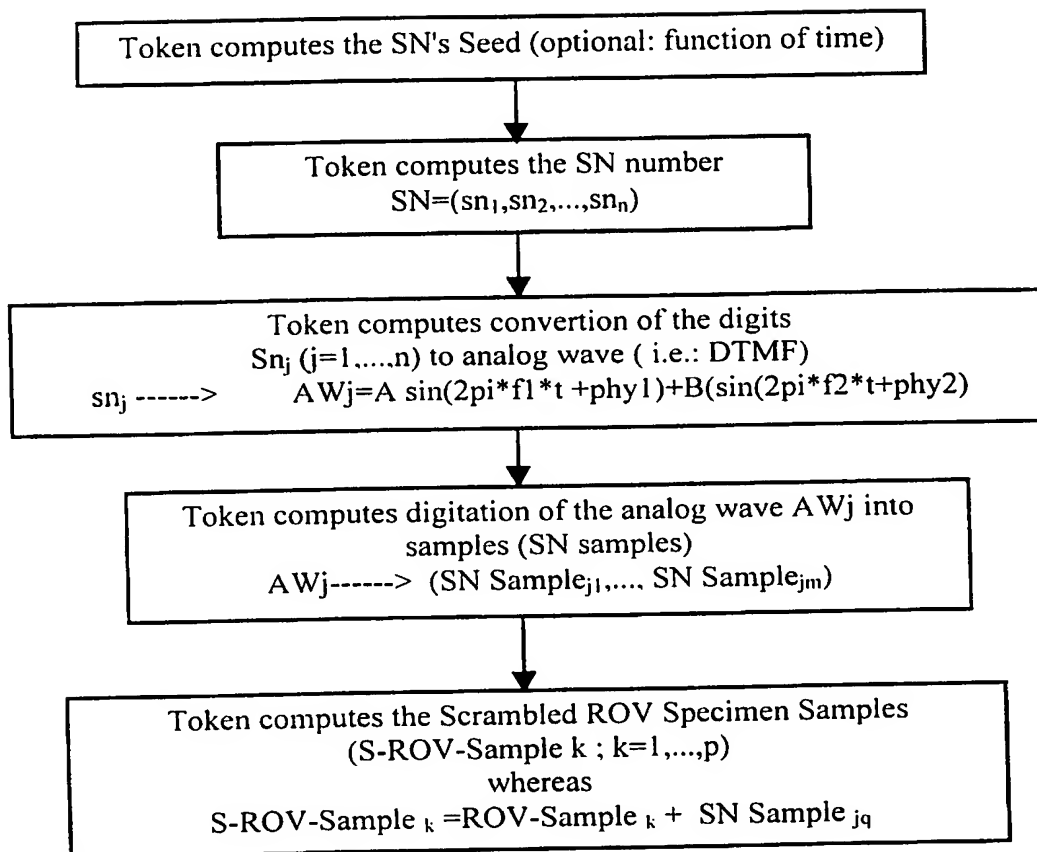 Token computes the SN's Seed (optional: function of time)
Token computes the SN number
SN=(sn₁,sn₂,...,snₙ)
Token computes convertion of the digits
Snⱼ (j=1,...,n) to analog wave ( i.e.: DTMF)
snⱼ ------> AWj=A sin(2pi*f1*t +phy1)+B(sin(2pi*f2*t+phy2)
Token computes digitation of the analog wave AWj into
samples (SN samples)
AWj------> (SN Sampleⱼ₁,..., SN Sampleⱼₘ)
Token computes the Scrambled ROV Specimen Samples
(S-ROV-Sample k ; k=1,...,p)
whereas
S-ROV-Sample ₖ =ROV-Sample ₖ + SN Sample jq